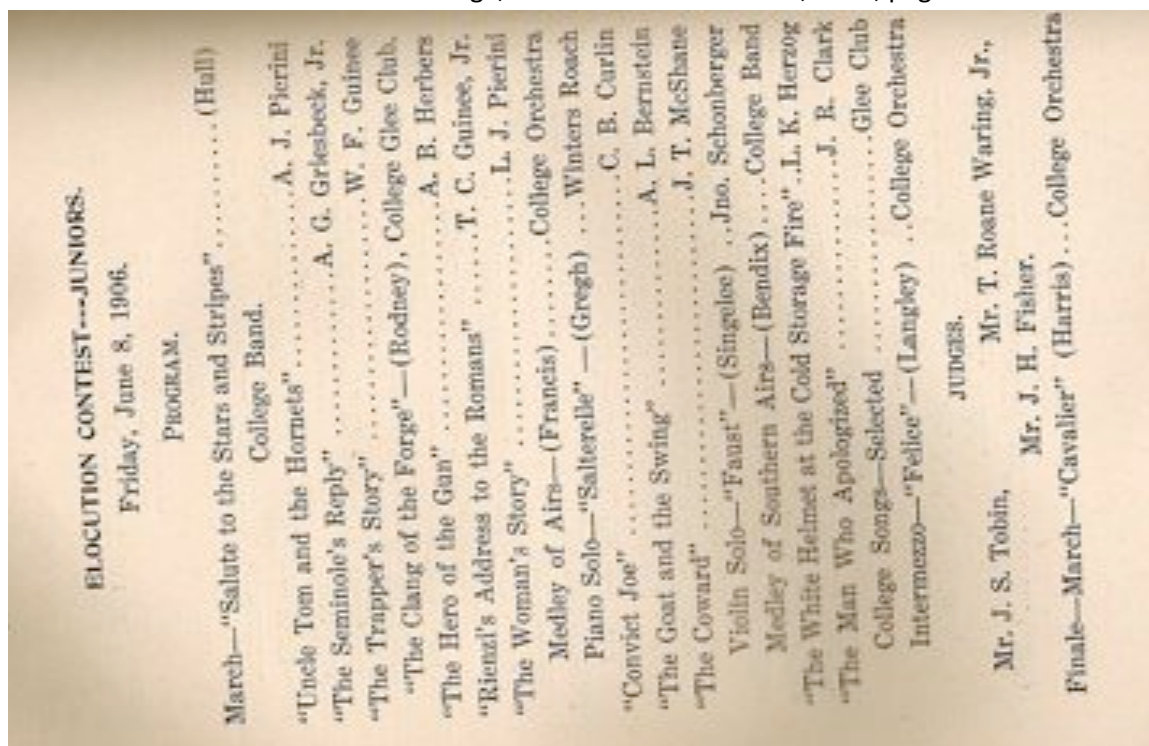 ELOCUTION CONTEST---JUNIORS.
Friday, June 8, 1906.
PROGRAM.
March—"Salute to the Stars and Stripes"..........(Hull)
College Band.
"Uncle Tom and the Hornets"..............A. J. Pierini
"The Seminole's Reply" ..............A. G. Griesbeck, Jr.
"The Trapper's Story"....................W. F. Guinee
"The Clang of the Forge"—(Rodney), College Glee Club.
"The Hero of the Gun" ....................A. B. Herbers
"Rienzi's Address to the Romans" .....T. C. Guinee, Jr.
"The Woman's Story" ......................L. J. Pierini
Medley of Airs—(Francis).......College Orchestra
Piano Solo—"Salterelle" —(Gregh) ...Winters Roach
"Convict Joe" ............................C. B. Curlin
"The Goat and the Swing" ...............A. L. Bernstein
"The Coward" ...........................J. T. McShane
Violin Solo—"Faust"—(Singelee) ..Jno. Schonberger
Medley of Southern Airs—(Bendix)...College Band
"The White Helmet at the Cold Storage Fire"..L. K. Herzog
"The Man Who Apologized" ..................J. R. Clark
College Songs—Selected ..................Glee Club
Intermezzo—"Felice"—(Langley) ..College Orchestra
JUDGES.
Mr. J. S. Tobin, Mr. T. Roane Waring, Jr.,
Mr. J. H. Fisher.
Finale—March—"Cavalier" (Harris)...College Orchestra